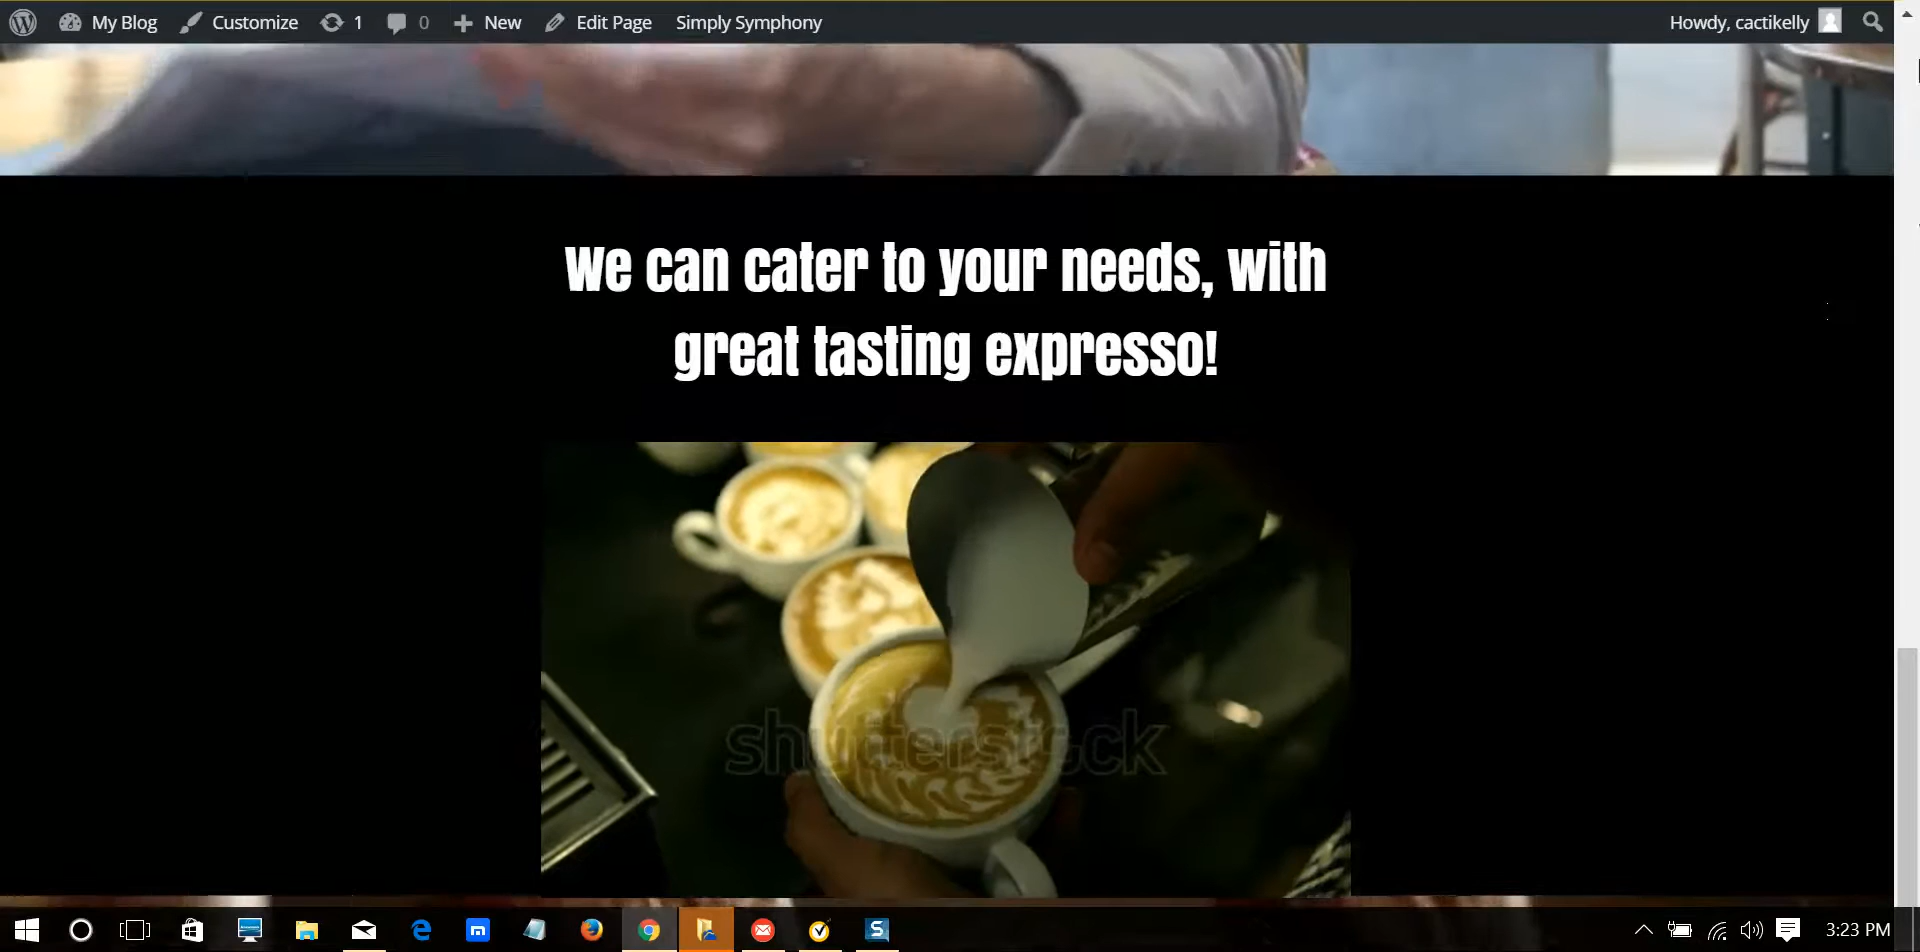 My Blog Customize 1 0 New Edit Page Simply Symphony Howdy, cactikelly
We can cater to your needs, with
great tasting expresso!
shutterstock
3:23 PM